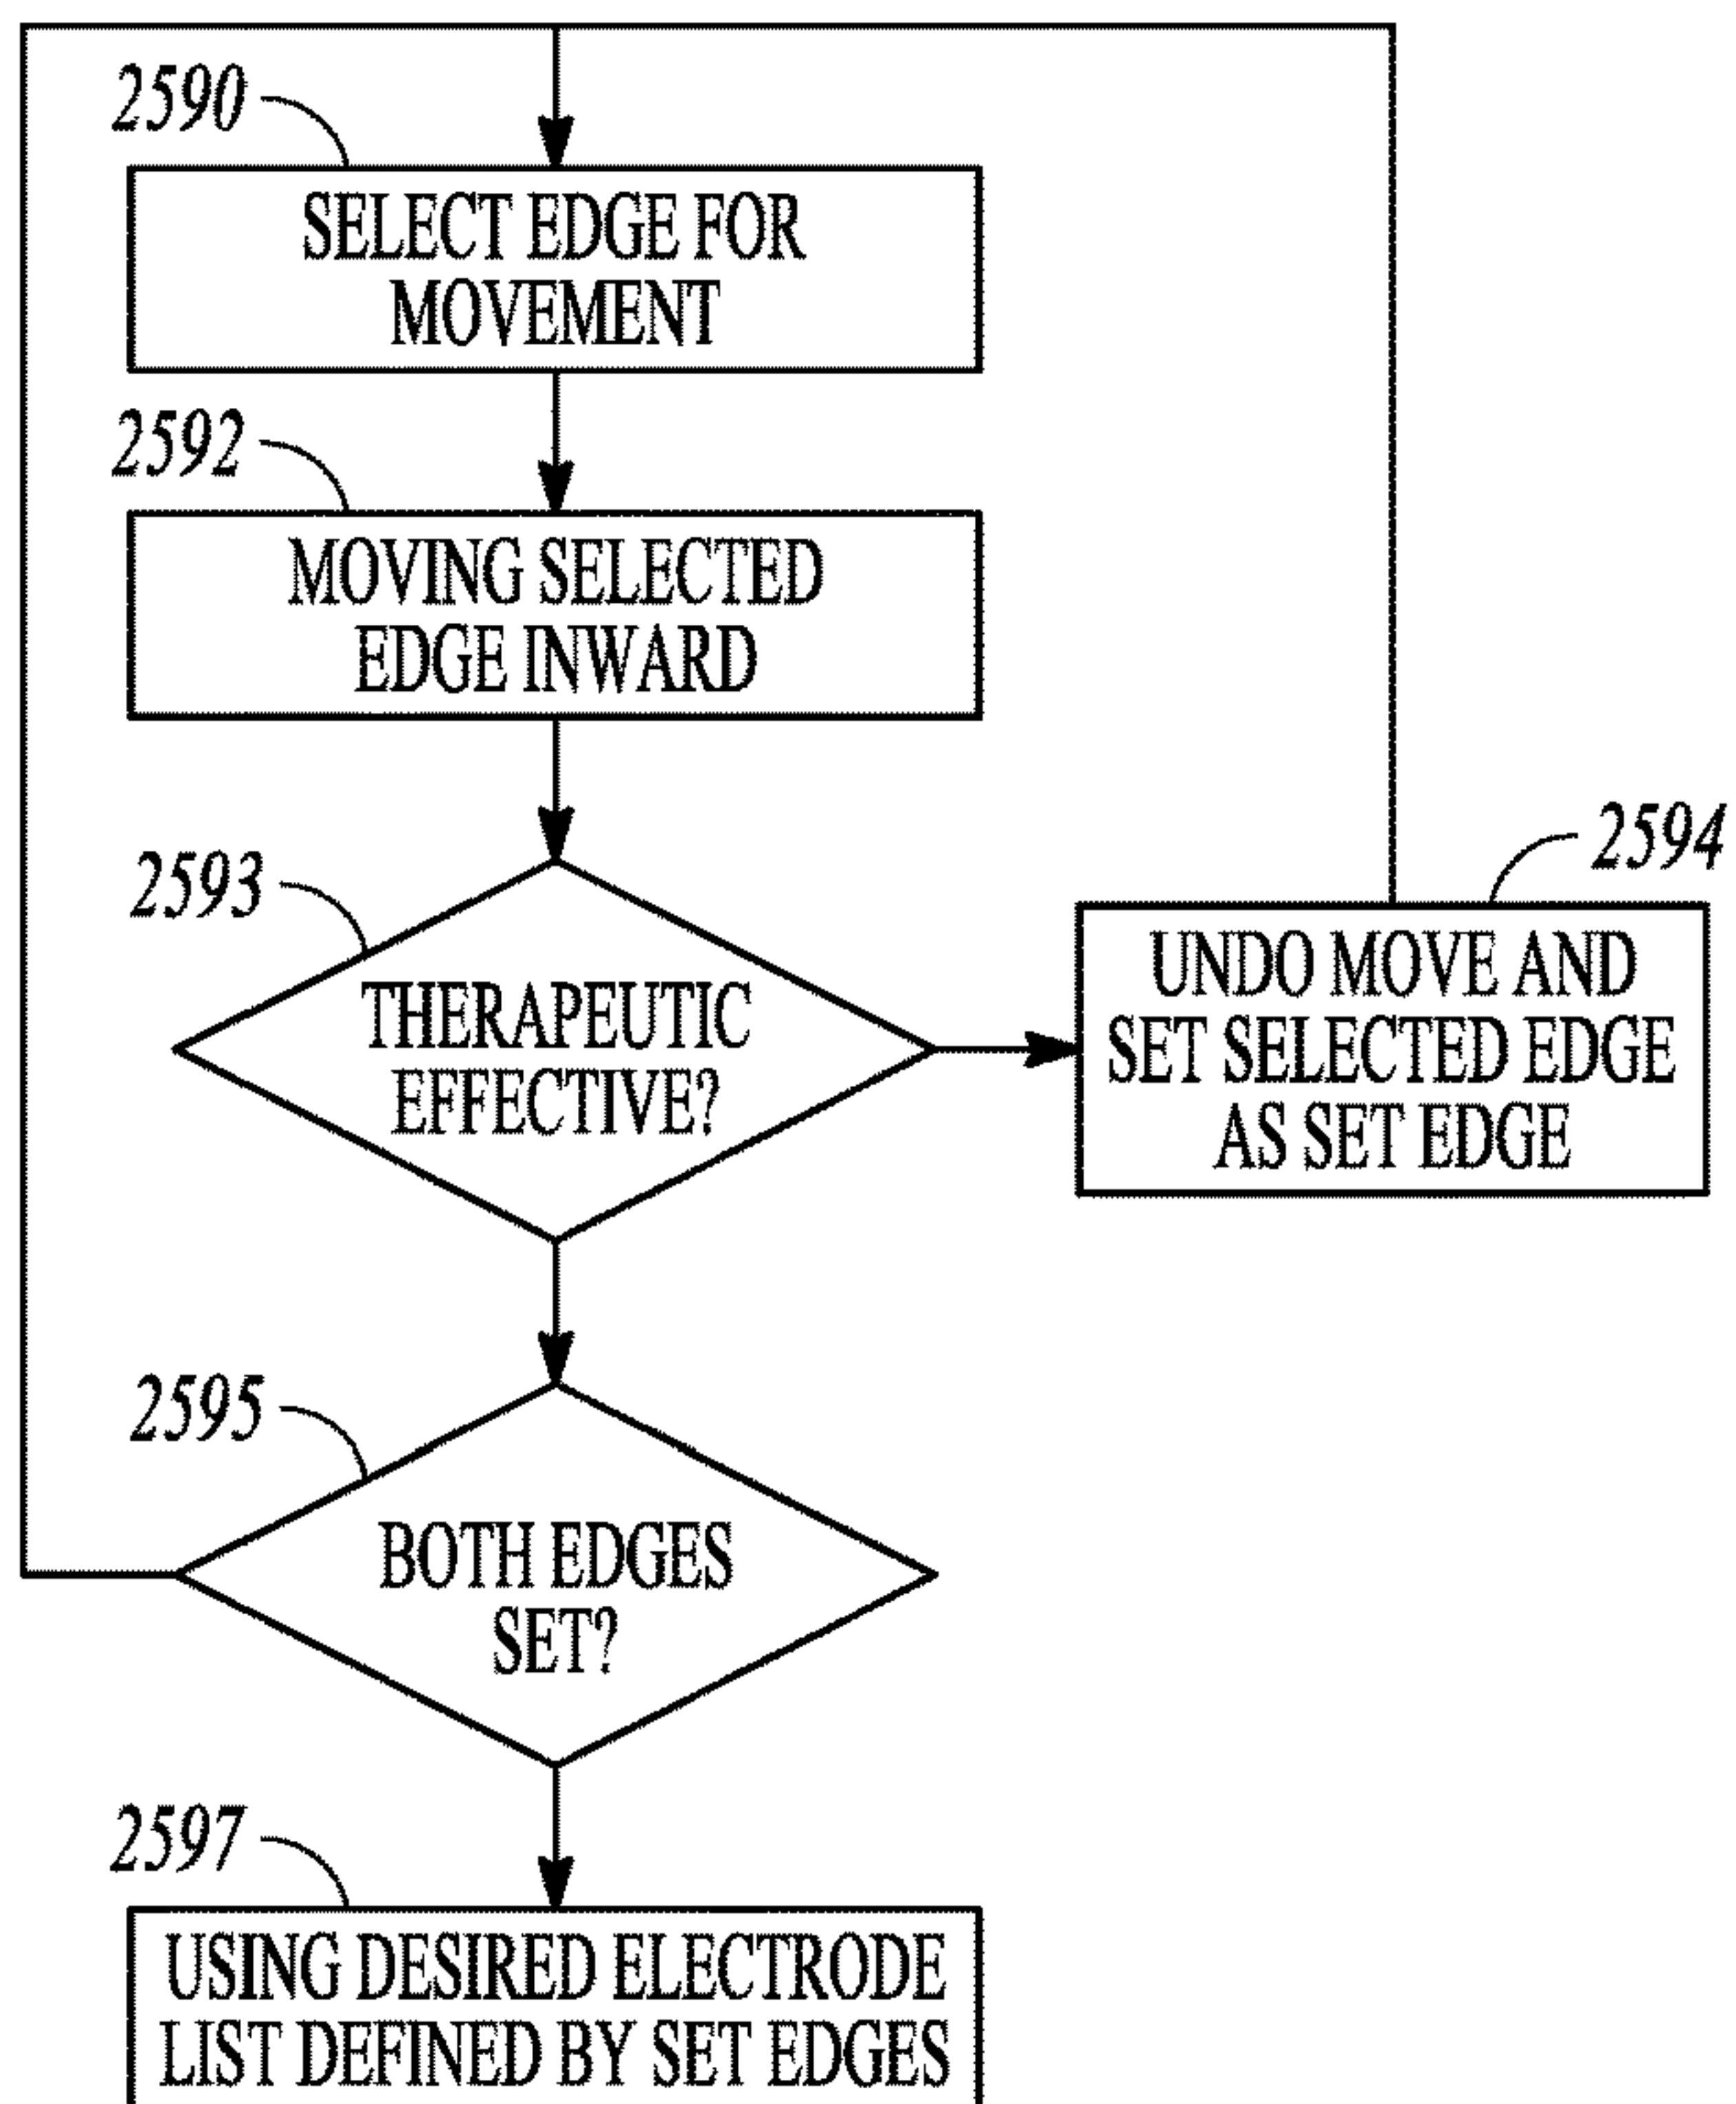 2590
SELECT EDGE FOR
MOVEMENT
2592
MOVING SELECTED
EDGE INWARD
2593
THERAPEUTIC
EFFECTIVE?
2594
UNDO MOVE AND
SET SELECTED EDGE
AS SET EDGE
2595
BOTH EDGES
SET?
2597
USING DESIRED ELECTRODE
LIST DEFINED BY SET EDGES